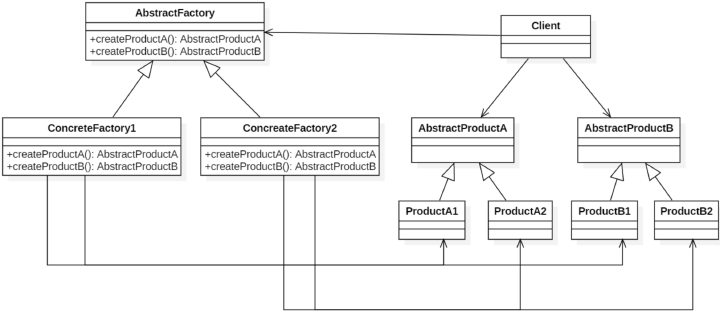 AbstractFactory
+createProductA(): AbstractProductA
+createProductB(): AbstractProductB
Client
ConcreteFactory1
+createProductA(): AbstractProductA
+createProductB(): AbstractProductB
ConcreateFactory2
+createProductA(): AbstractProductA
+createProductB(): AbstractProductB
AbstractProductA
AbstractProductB
ProductA1
ProductA2
ProductB1
ProductB2